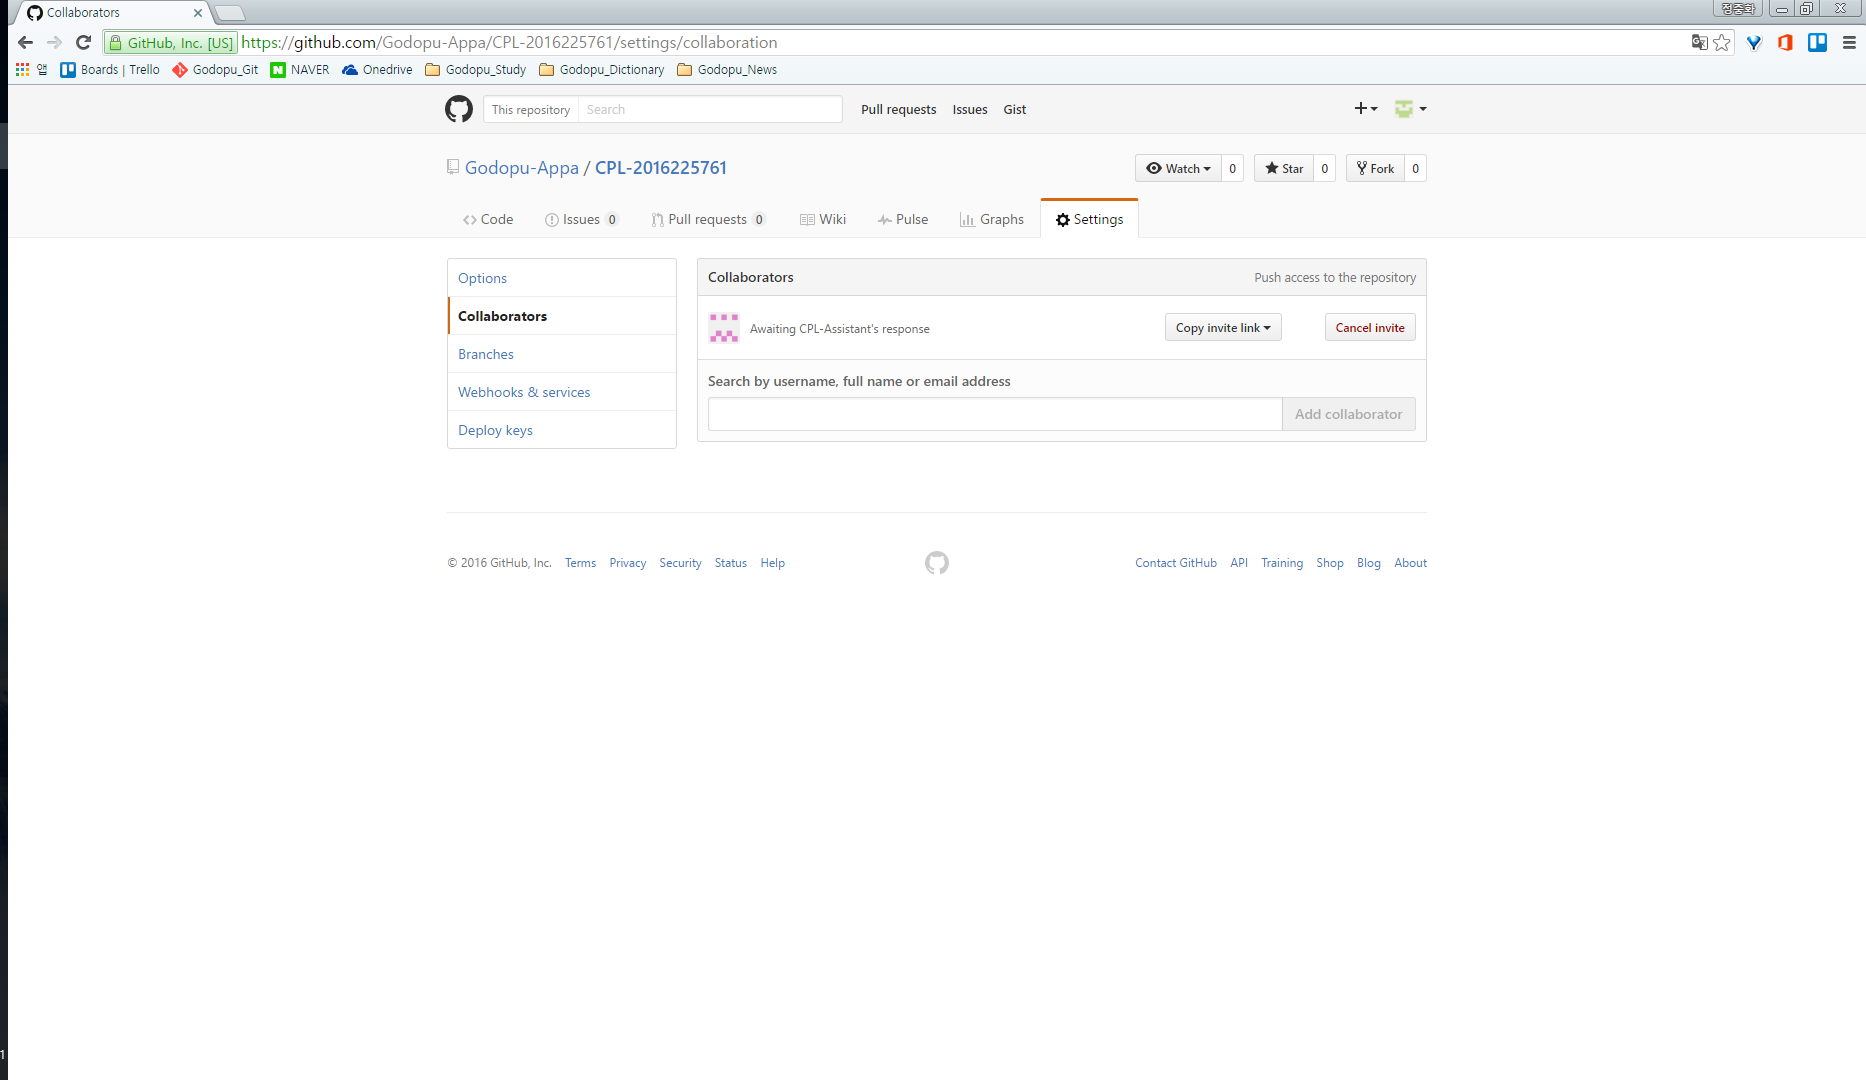 Collaborators
정종화
GitHub, Inc. [US] https://github.com/Godopu-Appa/CPL-2016225761/settings/collaboration
앱 Boards | Trello Godopu_Git NAVER Onedrive Godopu_Study Godopu_Dictionary Godopu_News
This repository Search Pull requests Issues Gist
Godopu-Appa / CPL-2016225761 Watch 0 Star 0 Fork 0
Code Issues 0 Pull requests 0 Wiki Pulse Graphs Settings
Options
Collaborators
Branches
Webhooks & services
Deploy keys
Collaborators Push access to the repository
Awaiting CPL-Assistant's response Copy invite link Cancel invite
Search by username, full name or email address
Add collaborator
© 2016 GitHub, Inc. Terms Privacy Security Status Help Contact GitHub API Training Shop Blog About
1